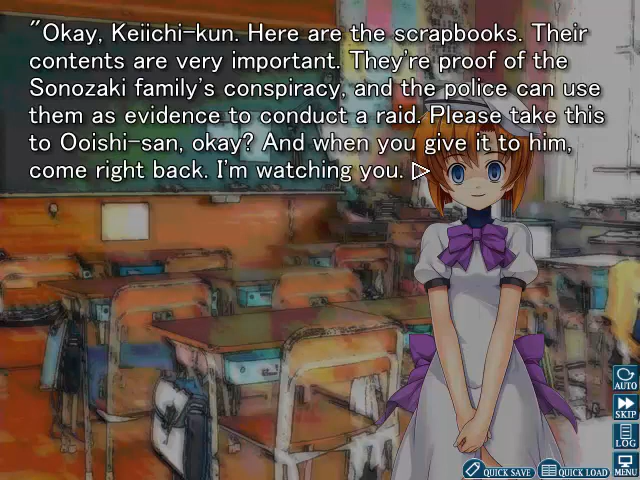 "Okay, Keiichi-kun. Here are the scrapbooks. Their
contents are very important. They're proof of the
Sonozaki family's conspiracy, and the police can use
them as evidence to conduct a raid. Please take this
to Ooishi-san, okay? And when you give it to him,
come right back. I'm watching you.
AUTO
SKIP
LOG
MENU
QUICK SAVE
QUICK LOAD